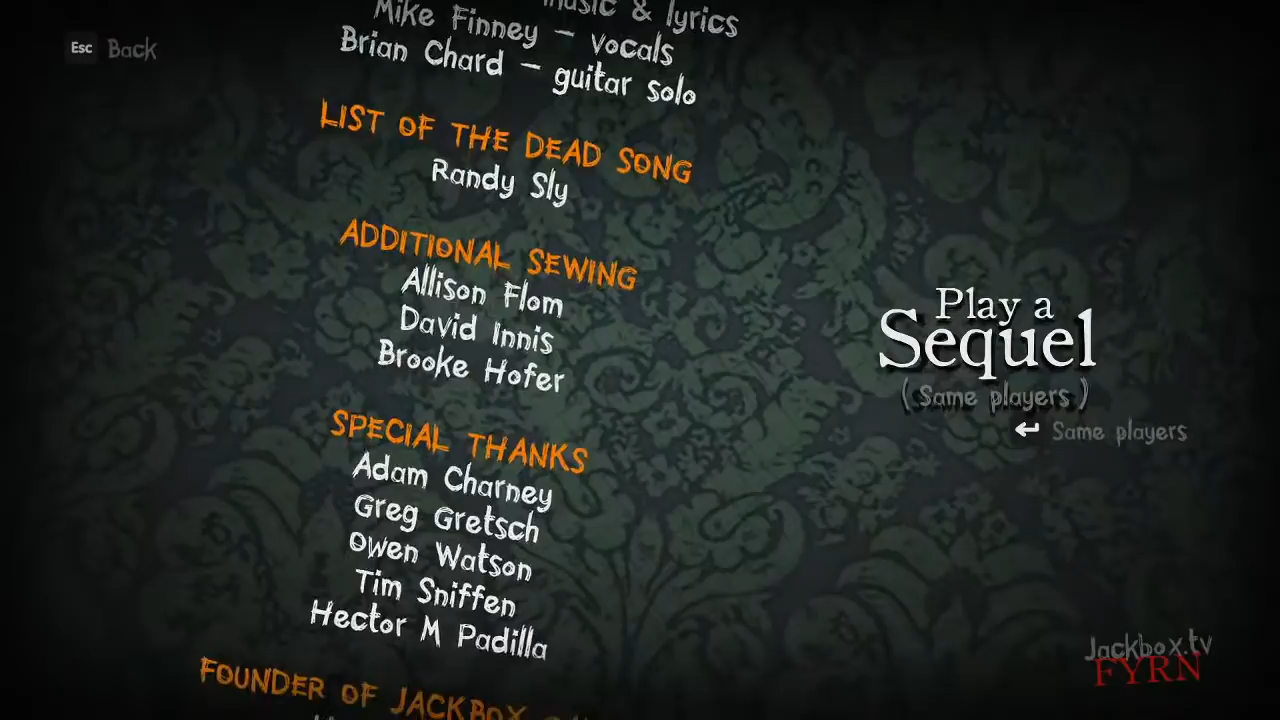 music & lyrics
Mike Finney – vocals
Brian Chard – guitar solo
Esc Back
LIST OF THE DEAD SONG
Randy Sly
ADDITIONAL SEWING
Allison Flom
David Innis
Brooke Hofer
SPECIAL THANKS
Adam Charney
Greg Gretsch
Owen Watson
Tim Sniffen
Hector M Padilla
FOUNDER OF JACKBOX
Play a
Sequel
(Same players)
↵ Same players
Jackbox.tv
FYRN